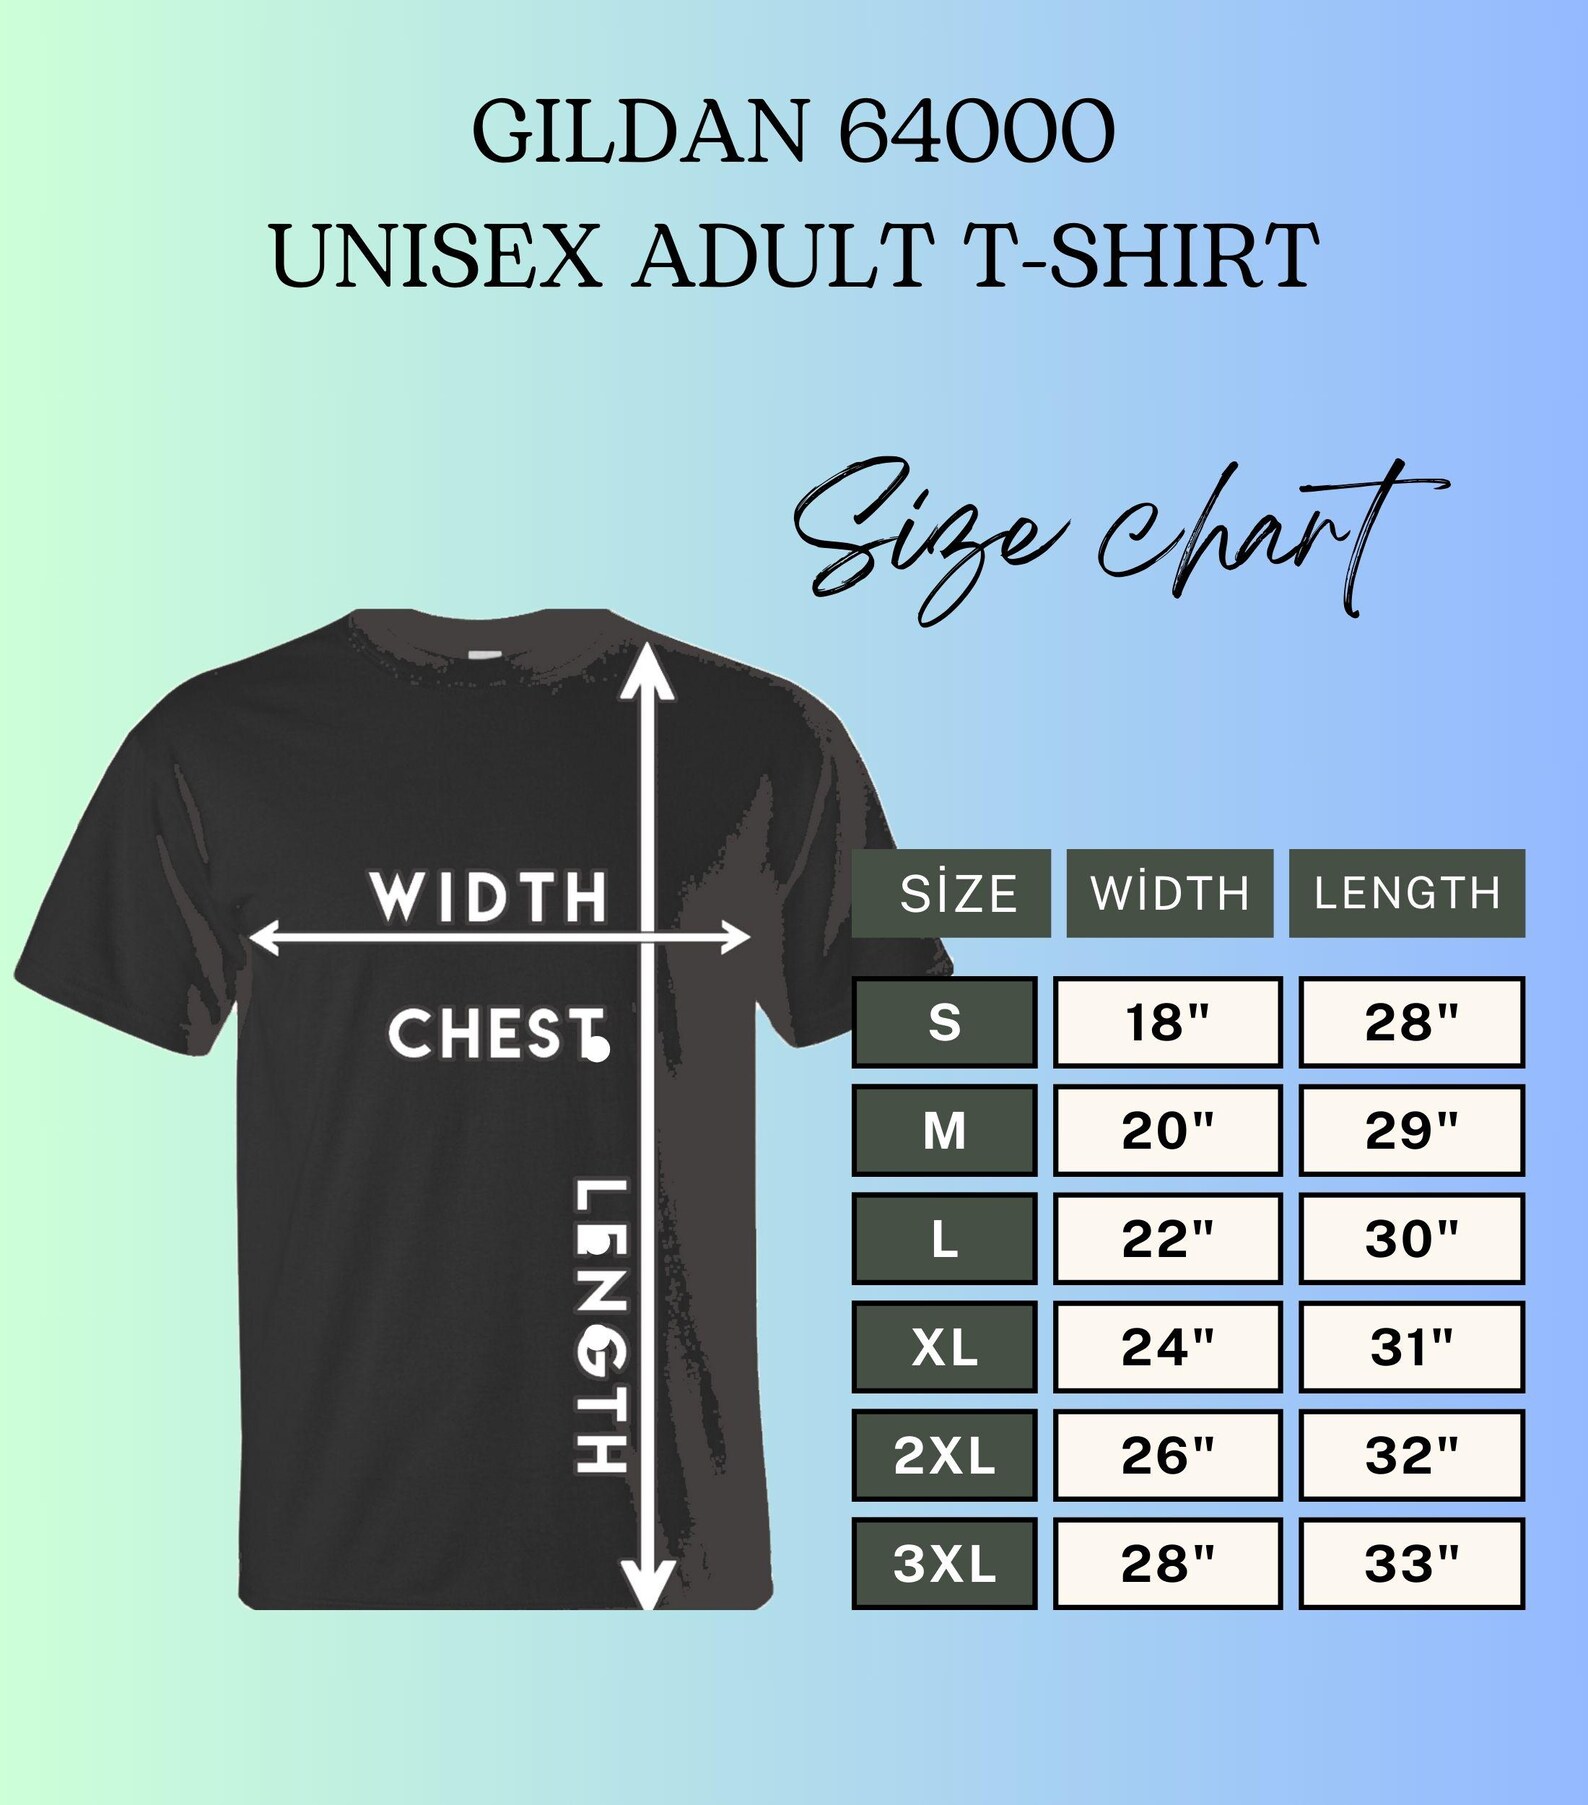 GILDAN 64000
UNISEX ADULT T-SHIRT
Size chart
WIDTH
CHEST
LENGTH
SİZE WİDTH LENGTH
S 18" 28"
M 20" 29"
L 22" 30"
XL 24" 31"
2XL 26" 32"
3XL 28" 33"